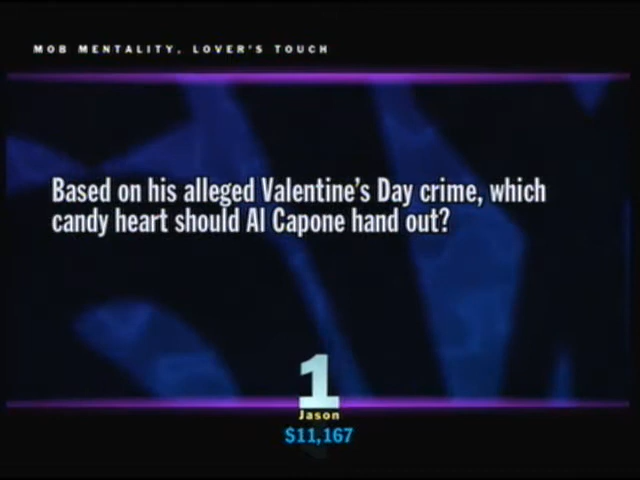 MOB MENTALITY, LOVER'S TOUCH
Based on his alleged Valentine's Day crime, which
candy heart should Al Capone hand out?
1
Jason
$11,167